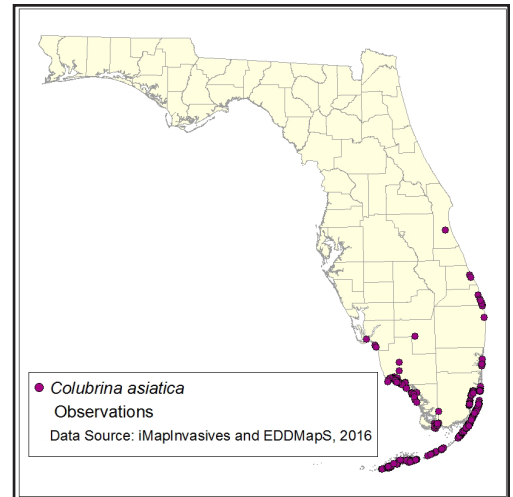 Colubrina asiatica
Observations
Data Source: iMapInvasives and EDDMapS, 2016